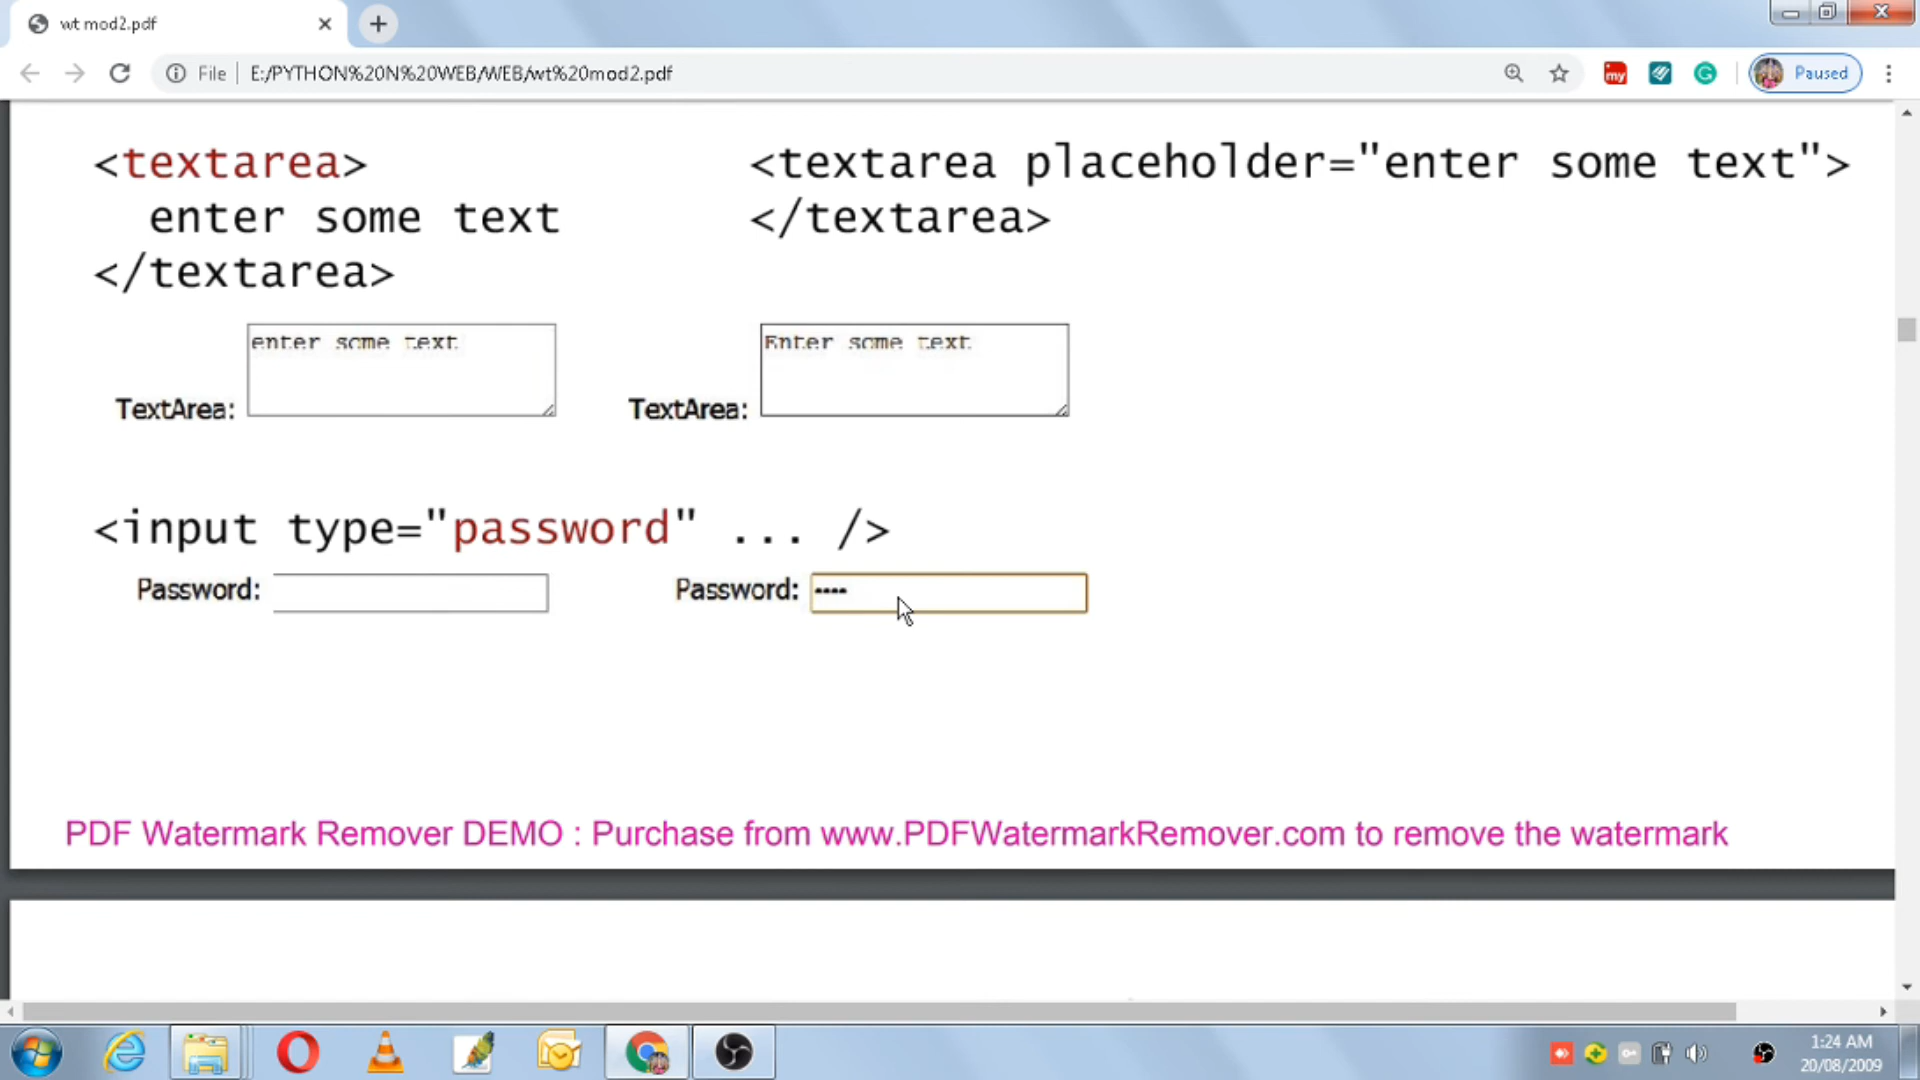 wt mod2.pdf
File
E:/PYTHON%20N%20WEB/WEB/wt%20mod2.pdf
my
Paused
<textarea>
enter some text
</textarea>
<textarea placeholder="enter some text">
</textarea>
TextArea:
enter some text
TextArea:
Enter some text
<input type="password" ... />
Password:
Password: ----
PDF Watermark Remover DEMO : Purchase from www.PDFWatermarkRemover.com to remove the watermark
1:24 AM
20/08/2009